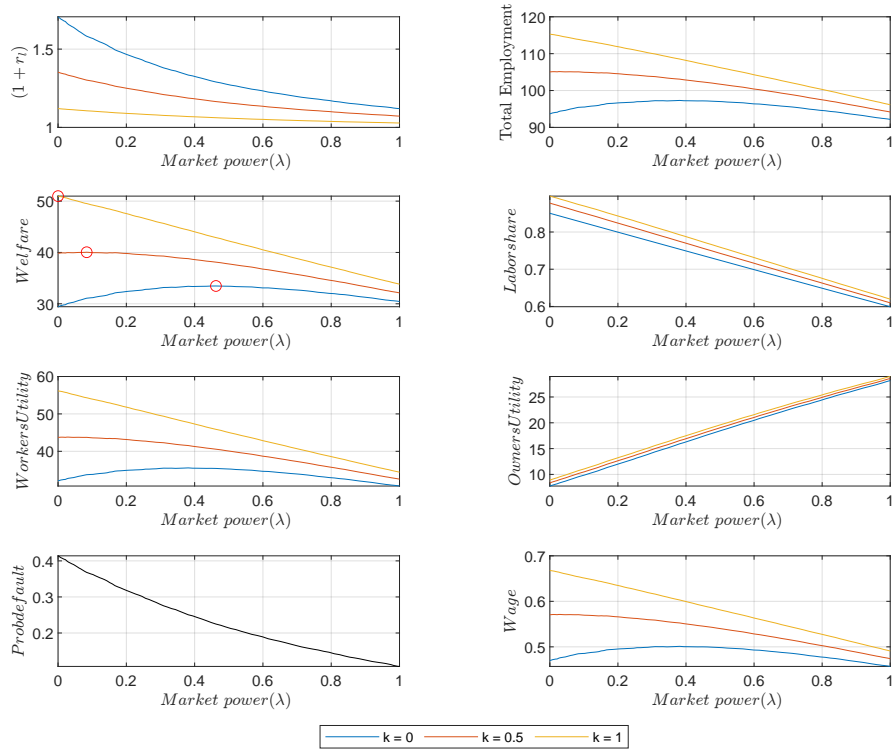 (1 + r_l)
1.5
1
0 0.2 0.4 0.6 0.8 1
Market power(λ)
Total Employment
120
110
100
90
0 0.2 0.4 0.6 0.8 1
Market power(λ)
Welfare
50
40
30
0 0.2 0.4 0.6 0.8 1
Market power(λ)
Laborshare
0.8
0.7
0.6
0 0.2 0.4 0.6 0.8 1
Market power(λ)
WorkersUtility
60
50
40
0 0.2 0.4 0.6 0.8 1
Market power(λ)
OwnersUtility
25
20
15
10
0 0.2 0.4 0.6 0.8 1
Market power(λ)
Probdefault
0.4
0.3
0.2
0 0.2 0.4 0.6 0.8 1
Market power(λ)
Wage
0.7
0.6
0.5
0 0.2 0.4 0.6 0.8 1
Market power(λ)
k = 0 k = 0.5 k = 1